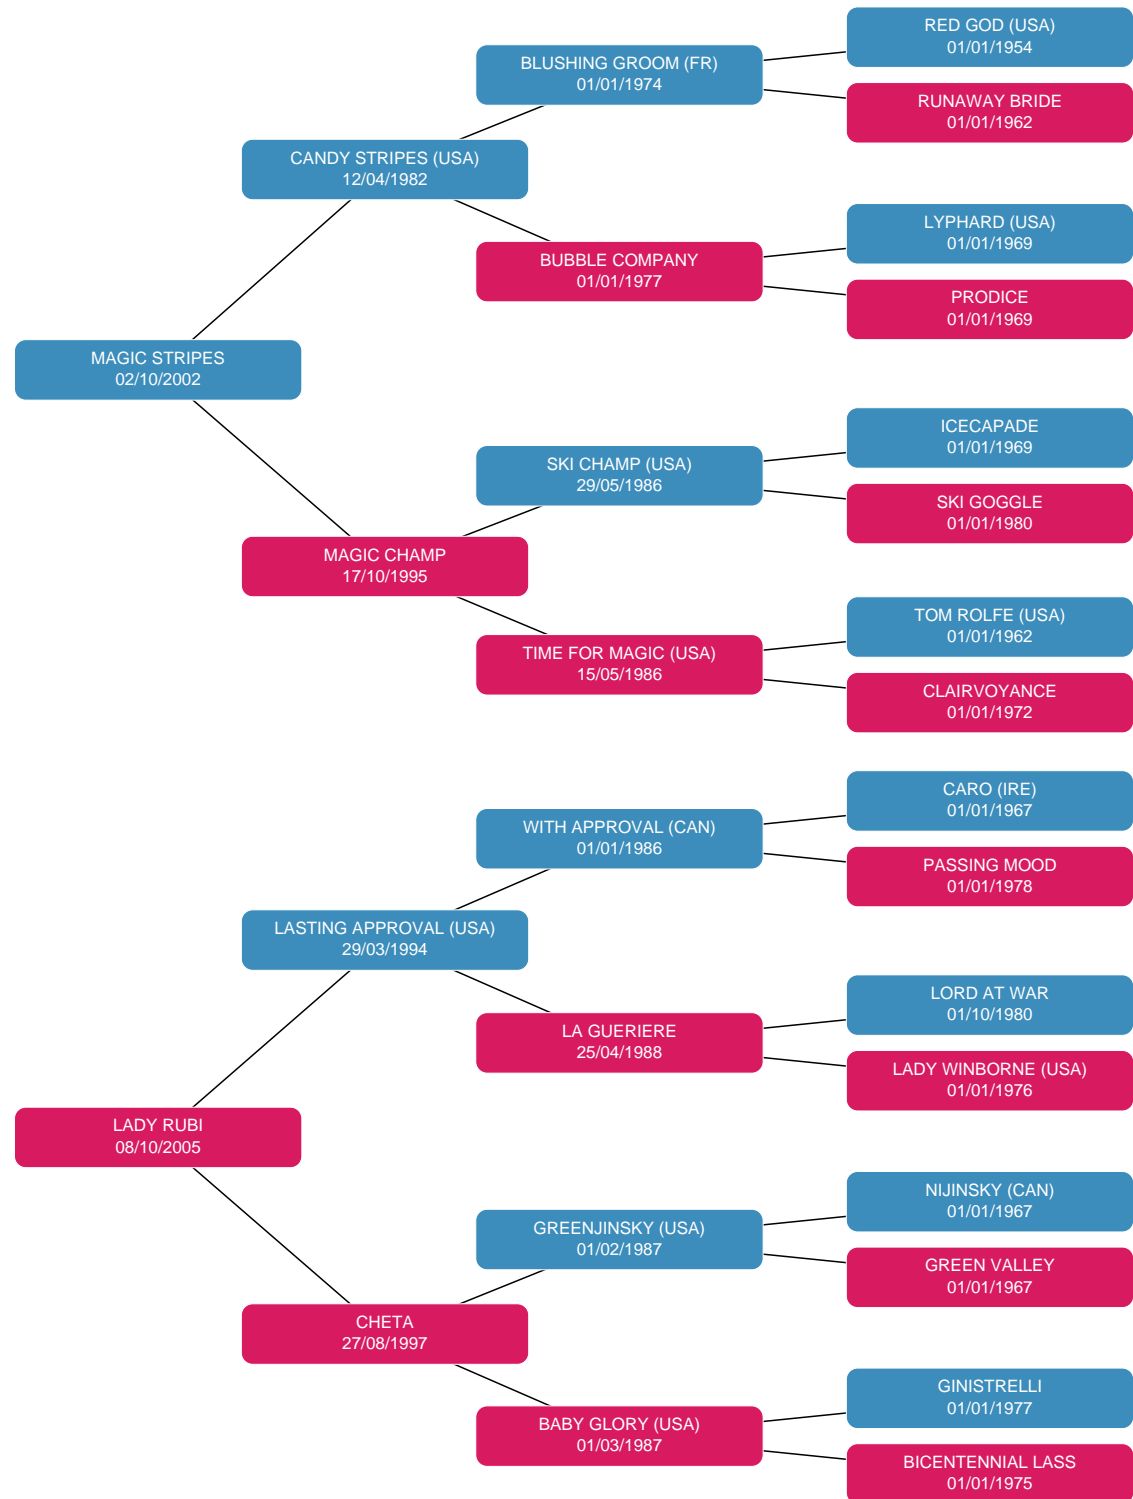 RED GOD (USA)
01/01/1954
BLUSHING GROOM (FR)
01/01/1974
RUNAWAY BRIDE
01/01/1962
CANDY STRIPES (USA)
12/04/1982
LYPHARD (USA)
01/01/1969
BUBBLE COMPANY
01/01/1977
PRODICE
01/01/1969
MAGIC STRIPES
02/10/2002
ICECAPADE
01/01/1969
SKI CHAMP (USA)
29/05/1986
SKI GOGGLE
01/01/1980
MAGIC CHAMP
17/10/1995
TOM ROLFE (USA)
01/01/1962
TIME FOR MAGIC (USA)
15/05/1986
CLAIRVOYANCE
01/01/1972
CARO (IRE)
01/01/1967
WITH APPROVAL (CAN)
01/01/1986
PASSING MOOD
01/01/1978
LASTING APPROVAL (USA)
29/03/1994
LORD AT WAR
01/10/1980
LA GUERIERE
25/04/1988
LADY WINBORNE (USA)
01/01/1976
LADY RUBI
08/10/2005
NIJINSKY (CAN)
01/01/1967
GREENJINSKY (USA)
01/02/1987
GREEN VALLEY
01/01/1967
CHETA
27/08/1997
GINISTRELLI
01/01/1977
BABY GLORY (USA)
01/03/1987
BICENTENNIAL LASS
01/01/1975